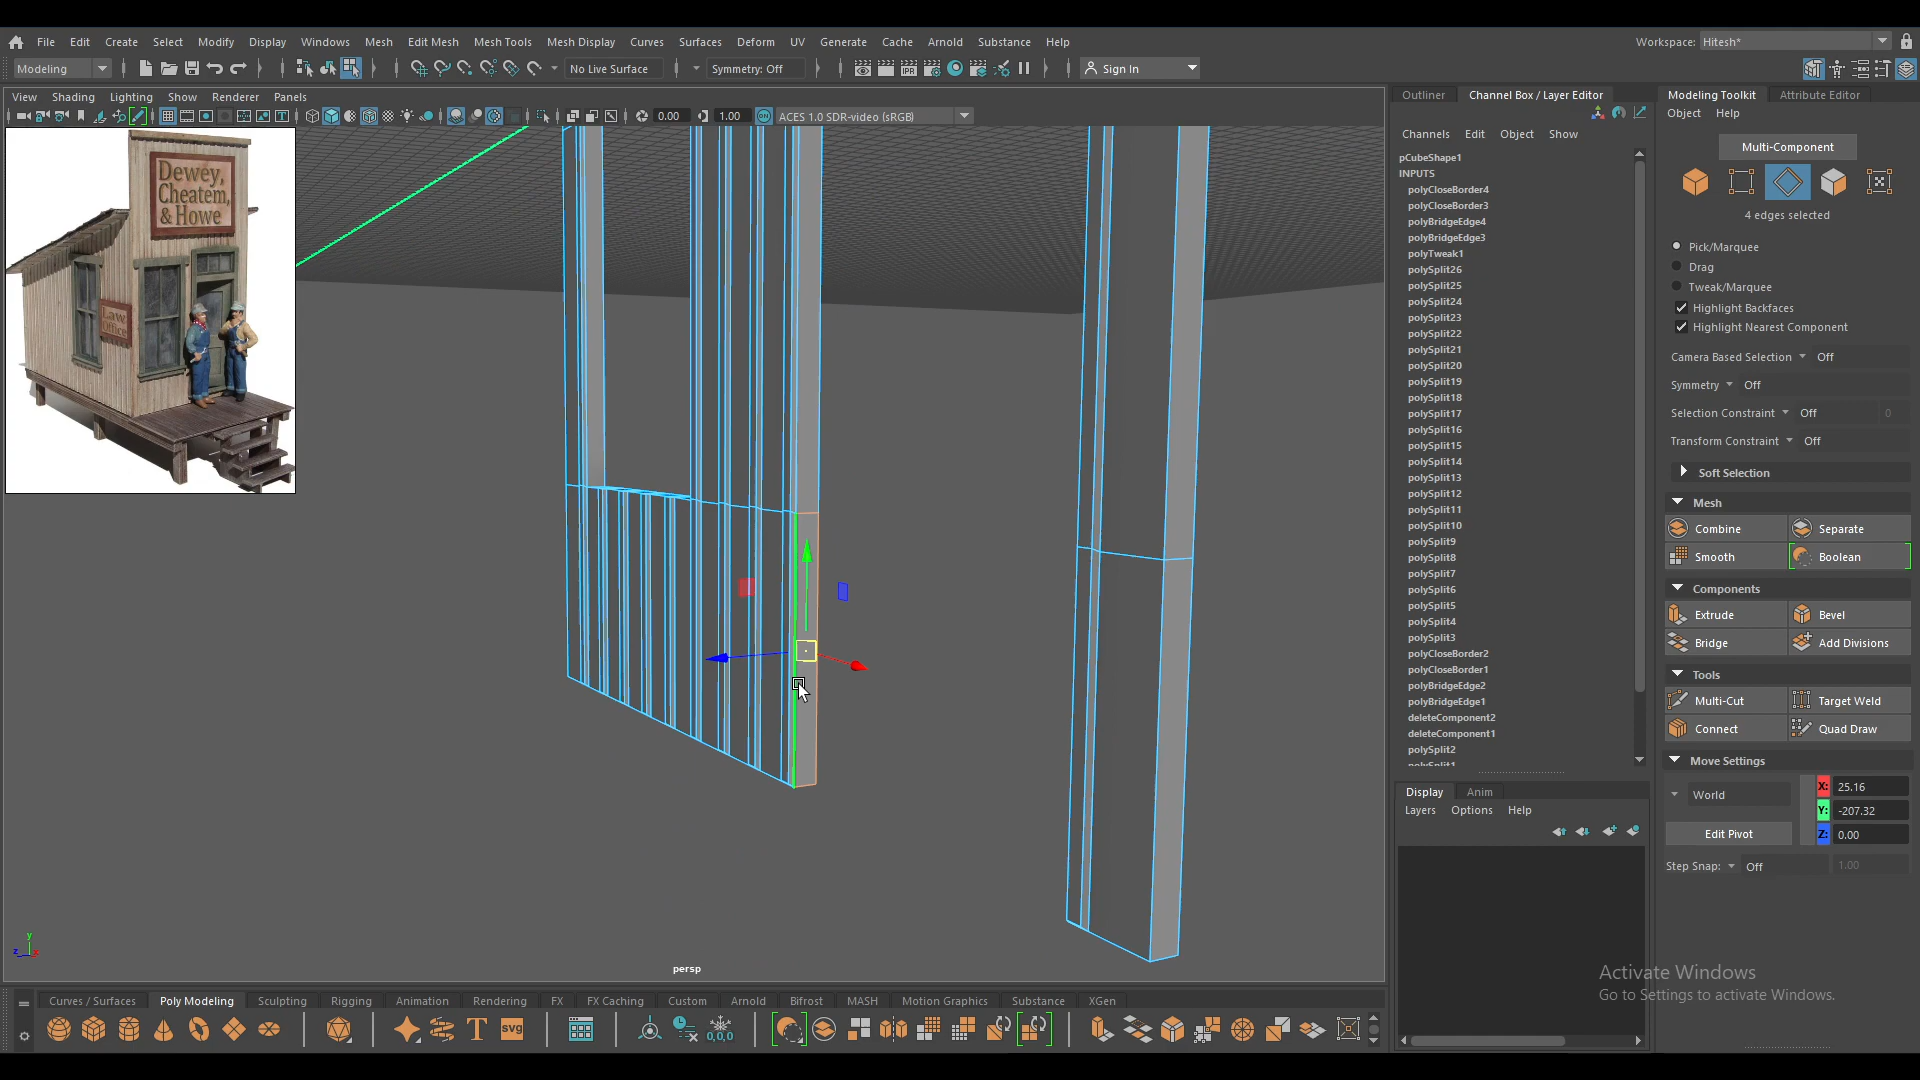 File Edit Create Select Modify Display Windows Mesh Edit Mesh Mesh Tools Mesh Display Curves Surfaces Deform UV Generate Cache Arnold Substance Help
Workspace: Hitesh*
Modeling
No Live Surface
Symmetry: Off
IPR
Sign In
View Shading Lighting Show Renderer Panels
0.00
1.00
ON
ACES 1.0 SDR-video (sRGB)
Dewey,
Cheatem,
& Howe
Law
Office
persp
y
z
x
Outliner
Channel Box / Layer Editor
Channels Edit Object Show
pCubeShape1
INPUTS
polyCloseBorder4
polyCloseBorder3
polyBridgeEdge4
polyBridgeEdge3
polyTweak1
polySplit26
polySplit25
polySplit24
polySplit23
polySplit22
polySplit21
polySplit20
polySplit19
polySplit18
polySplit17
polySplit16
polySplit15
polySplit14
polySplit13
polySplit12
polySplit11
polySplit10
polySplit9
polySplit8
polySplit7
polySplit6
polySplit5
polySplit4
polySplit3
polyCloseBorder2
polyCloseBorder1
polyBridgeEdge2
polyBridgeEdge1
deleteComponent2
deleteComponent1
polySplit2
polySplit1
Display Anim
Layers Options Help
Modeling Toolkit
Attribute Editor
Object Help
Multi-Component
4 edges selected
Pick/Marquee
Drag
Tweak/Marquee
Highlight Backfaces
Highlight Nearest Component
Camera Based Selection Off
Symmetry Off
Selection Constraint Off 0
Transform Constraint Off
Soft Selection
Mesh
Combine Separate
Smooth Boolean
Components
Extrude Bevel
Bridge Add Divisions
Tools
Multi-Cut Target Weld
Connect Quad Draw
Move Settings
World
X: 25.16
Y: -207.32
Edit Pivot
Z: 0.00
Step Snap: Off 1.00
Activate Windows
Go to Settings to activate Windows.
Curves / Surfaces Poly Modeling Sculpting Rigging Animation Rendering FX FX Caching Custom Arnold Bifrost MASH Motion Graphics Substance XGen
T
svg
0,0,0